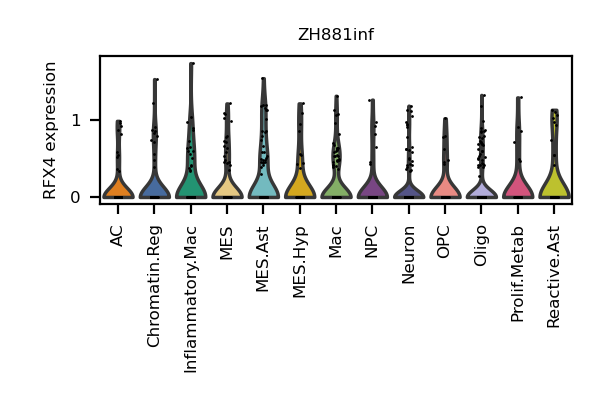 ZH881inf
RFX4 expression
1
0
AC
Chromatin.Reg
Inflammatory.Mac
MES
MES.Ast
MES.Hyp
Mac
NPC
Neuron
OPC
Oligo
Prolif.Metab
Reactive.Ast